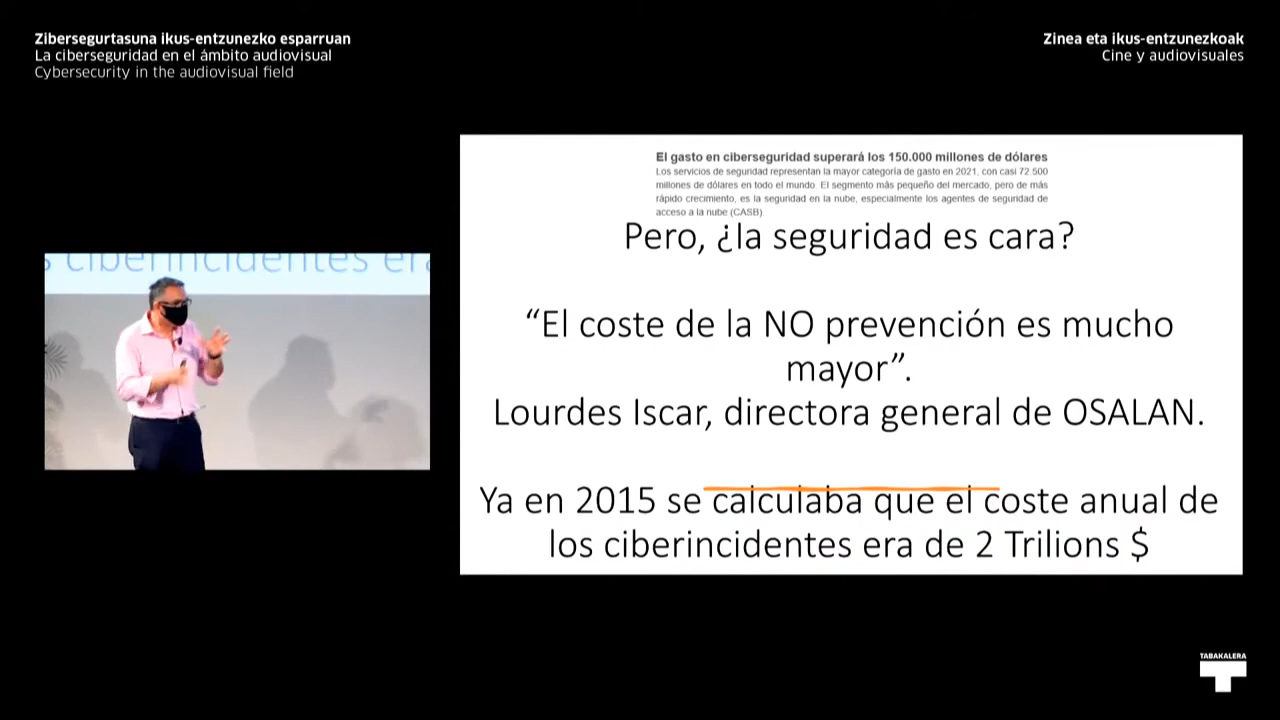 Zibersegurtasuna ikus-entzunezko esparruan
La ciberseguridad en el ámbito audiovisual
Cybersecurity in the audiovisual field
Zinea eta ikus-entzunezkoak
Cine y audiovisuales
s ciberincidentes era
El gasto en ciberseguridad superará los 150.000 millones de dólares
Los servicios de seguridad representan la mayor categoría de gasto en 2021, con casi 72.500
millones de dólares en todo el mundo. El segmento más pequeño del mercado, pero de más
rápido crecimiento, es la seguridad en la nube, especialmente los agentes de seguridad de
acceso a la nube (CASB)
Pero, ¿la seguridad es cara?
“El coste de la NO prevención es mucho
mayor”.
Lourdes Iscar, directora general de OSALAN.
Ya en 2015 se calculaba que el coste anual de
los ciberincidentes era de 2 Trilions $
TABAKALERA